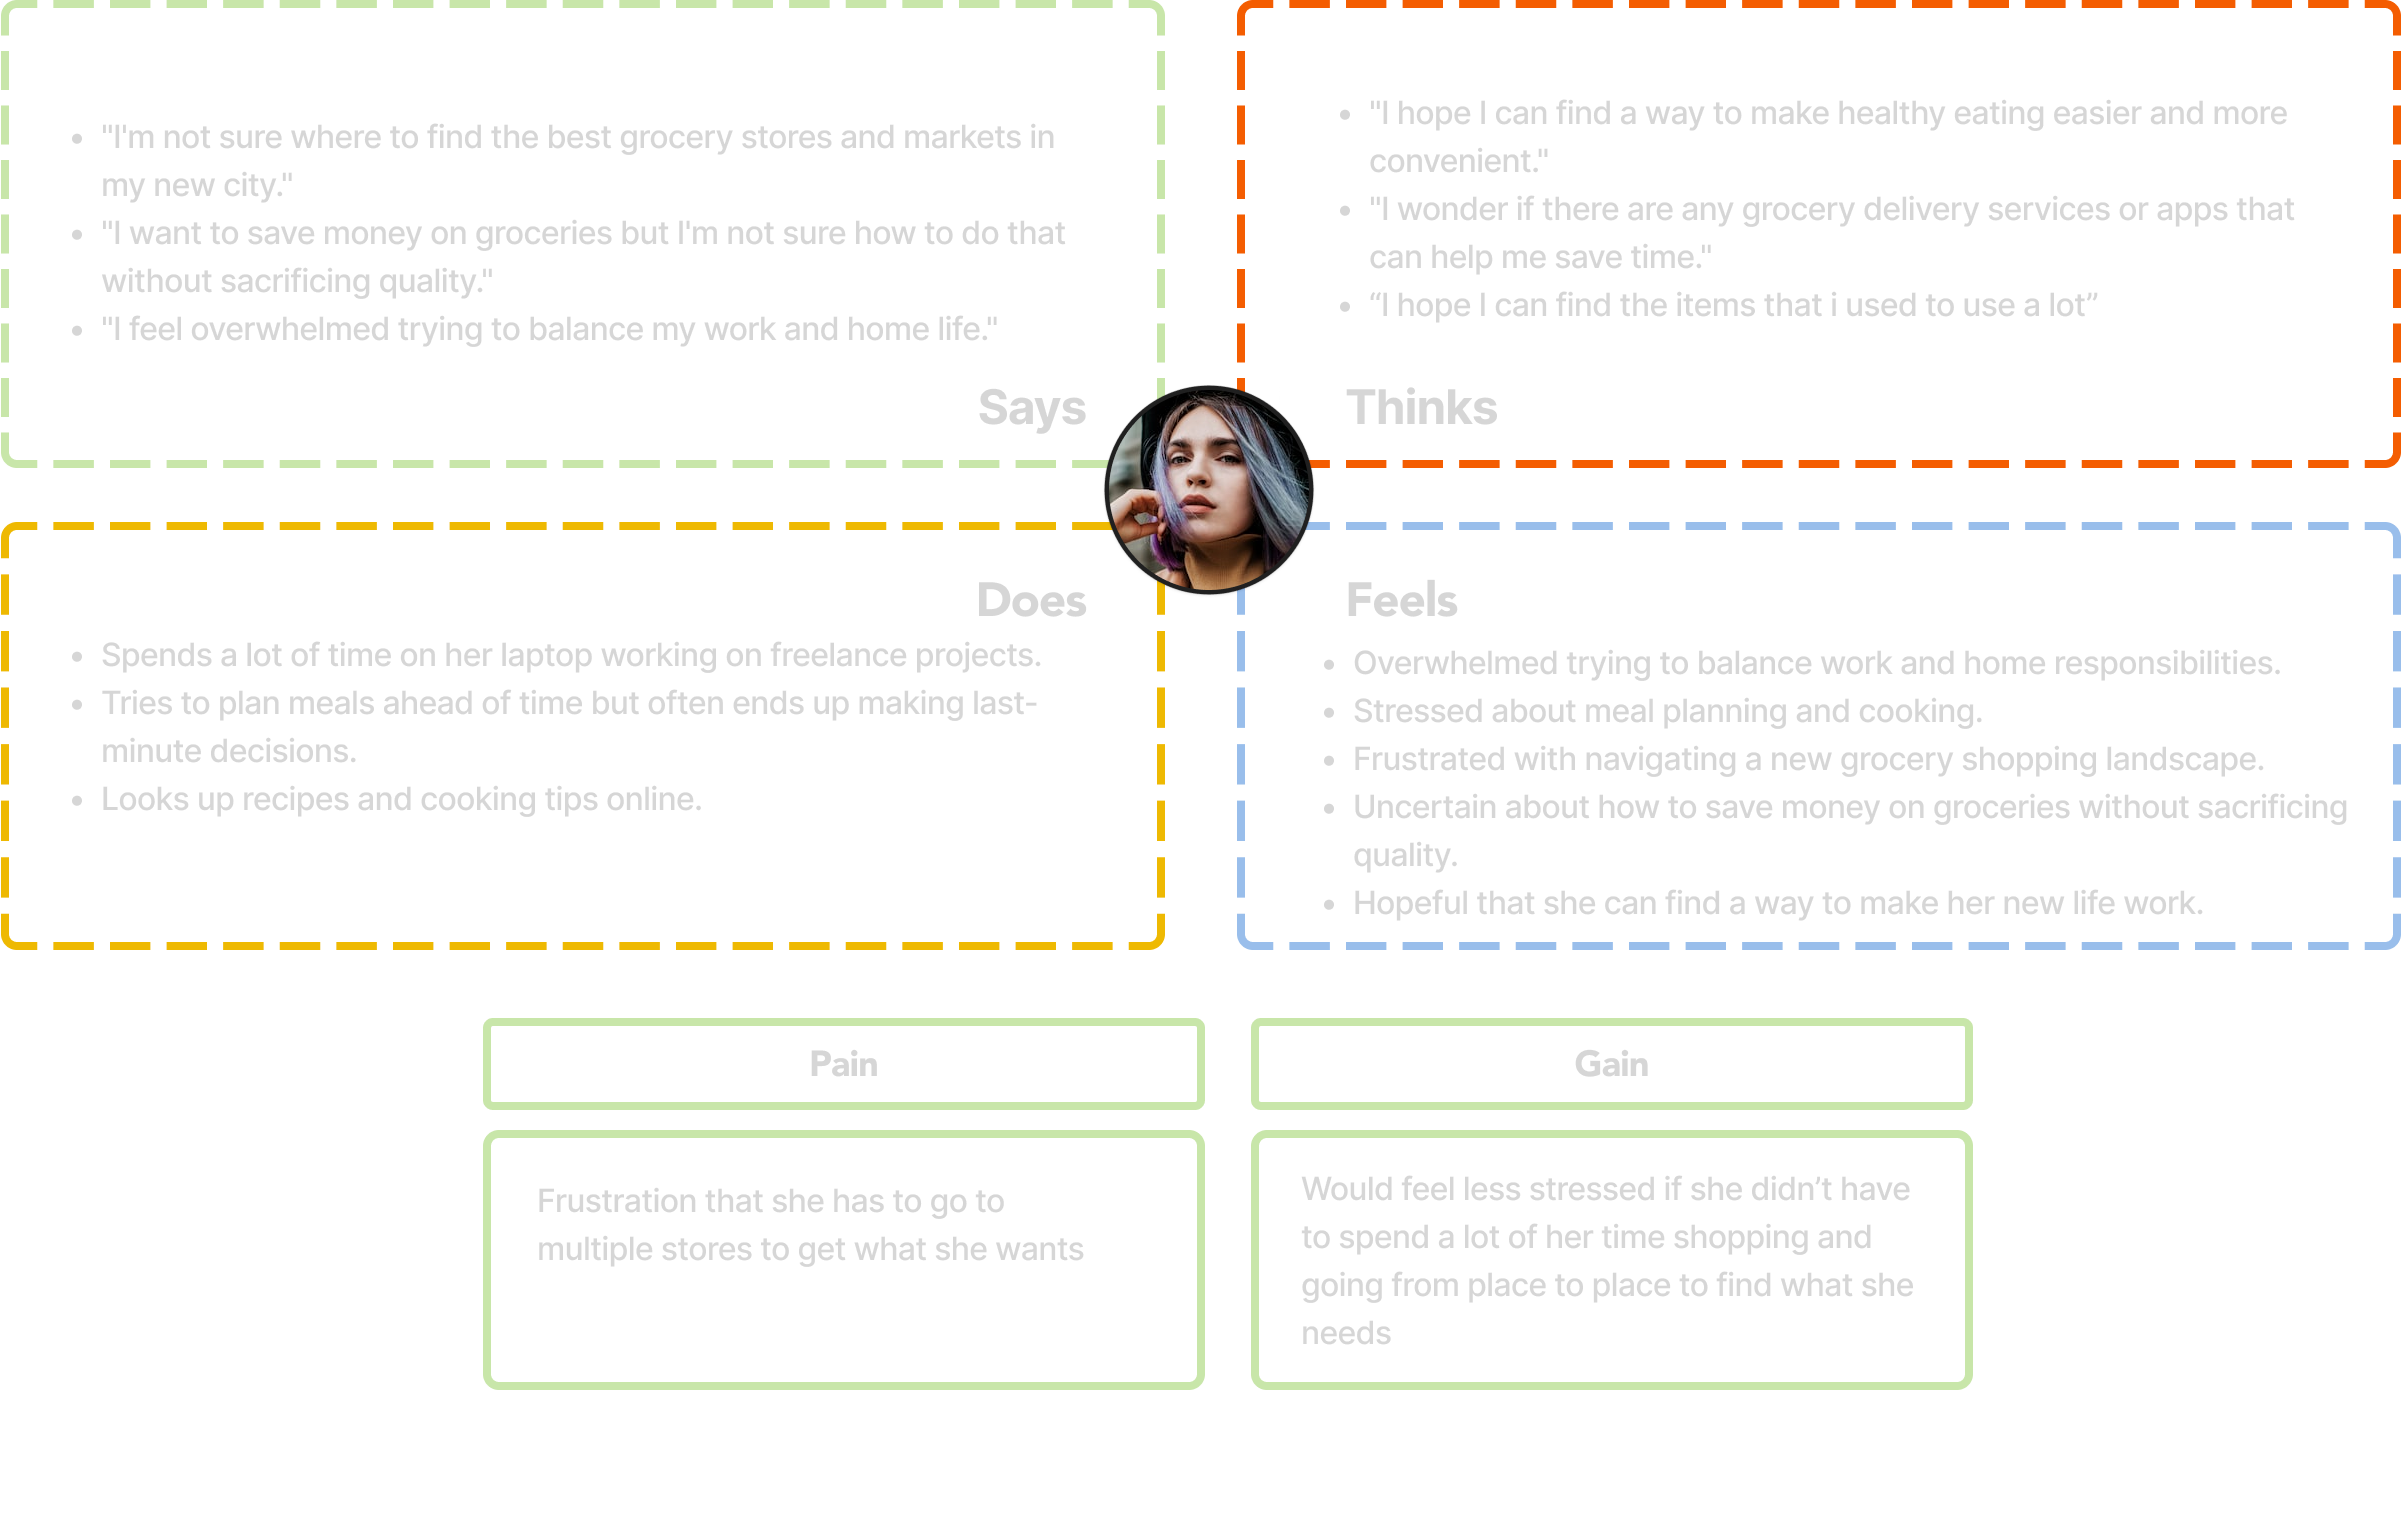 • "I'm not sure where to find the best grocery stores and markets in
my new city."
• "I want to save money on groceries but I'm not sure how to do that
without sacrificing quality."
• "I feel overwhelmed trying to balance my work and home life."
Says
• "I hope I can find a way to make healthy eating easier and more
convenient."
• "I wonder if there are any grocery delivery services or apps that
can help me save time."
• “I hope I can find the items that i used to use a lot”
Thinks
Does
• Spends a lot of time on her laptop working on freelance projects.
• Tries to plan meals ahead of time but often ends up making last-
minute decisions.
• Looks up recipes and cooking tips online.
Feels
• Overwhelmed trying to balance work and home responsibilities.
• Stressed about meal planning and cooking.
• Frustrated with navigating a new grocery shopping landscape.
• Uncertain about how to save money on groceries without sacrificing
quality.
• Hopeful that she can find a way to make her new life work.
Pain
Frustration that she has to go to
multiple stores to get what she wants
Gain
Would feel less stressed if she didn’t have
to spend a lot of her time shopping and
going from place to place to find what she
needs